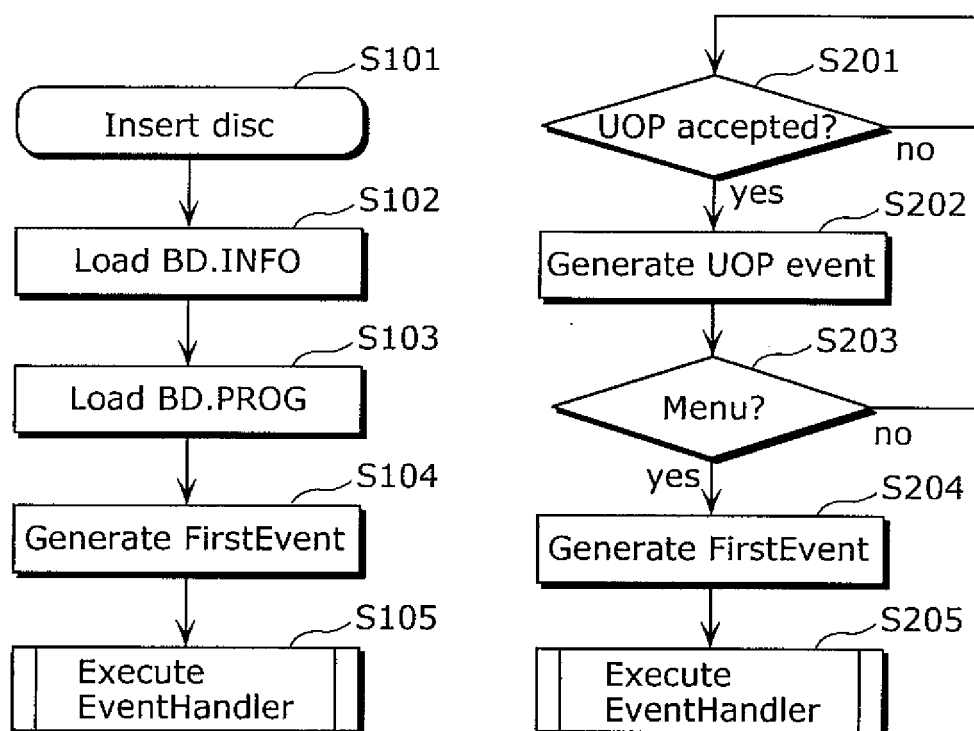 S101
Insert disc
S102
Load BD.INFO
S103
Load BD.PROG
S104
Generate FirstEvent
S105
Execute
EventHandler
S201
UOP accepted?
no
yes
S202
Generate UOP event
S203
Menu?
no
yes
S204
Generate FirstEvent
S205
Execute
EventHandler